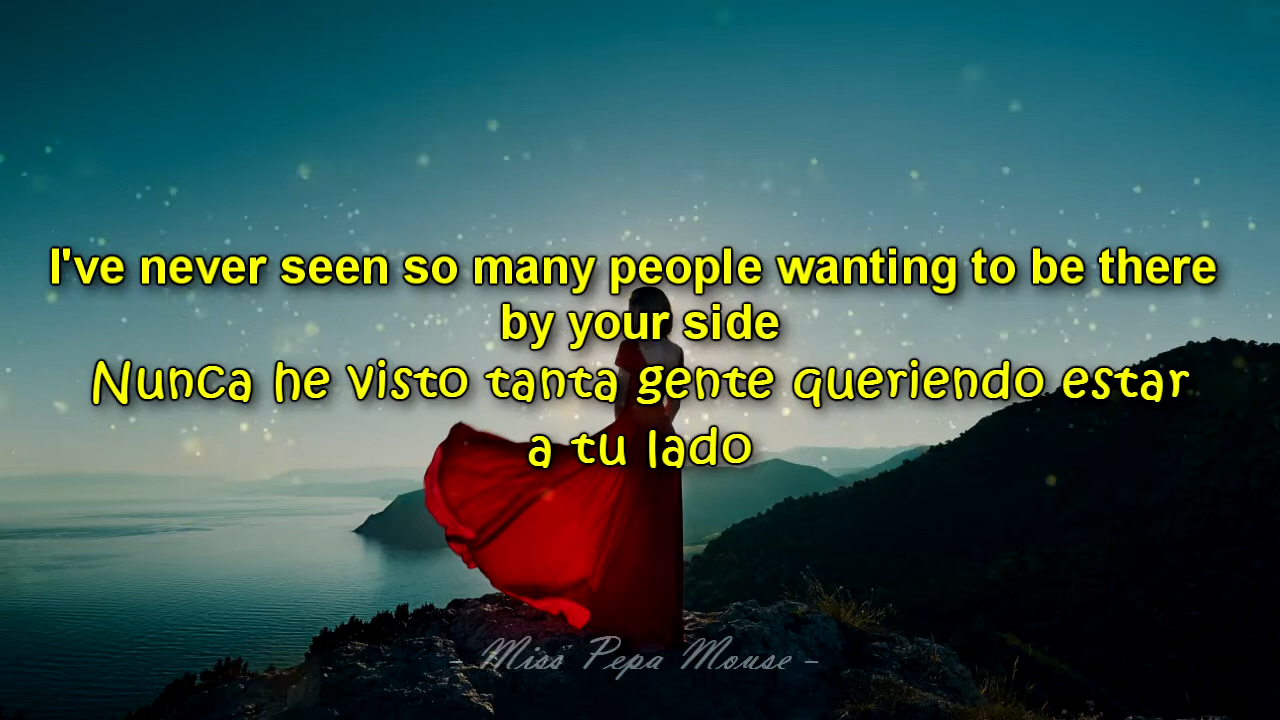 I've never seen so many people wanting to be there
by your side
Nunca he visto tanta gente queriendo estar
a tu lado
- Miss Pepa Mouse -